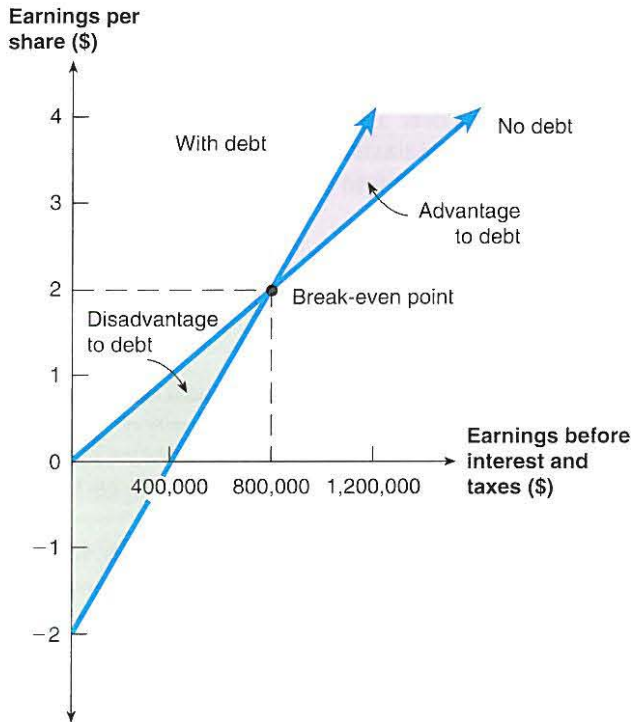 Earnings per
share ($)
4
With debt
No debt
3
Advantage
to debt
2
Break-even point
Disadvantage
to debt
1
Earnings before
interest and
taxes ($)
0
400,000 800,000 1,200,000
−1
−2